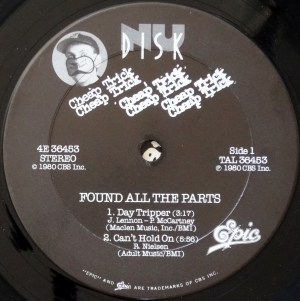 NU
DISK
Cheap Trick Cheap Trick Cheap Trick
Cheap Trick Cheap Trick Cheap Trick
4E 36453
STEREO
℗ 1980 CBS Inc.
Side 1
TAL 36453
℗ 1980 CBS Inc.
FOUND ALL THE PARTS
1. Day Tripper (3:17)
J. Lennon – P. McCartney
(Maclen Music, Inc./BMI)
2. Can't Hold On (5:56)
R. Nielsen
(Adult Music/BMI)
Epic
"EPIC" AND Epic ARE TRADEMARKS OF CBS INC.